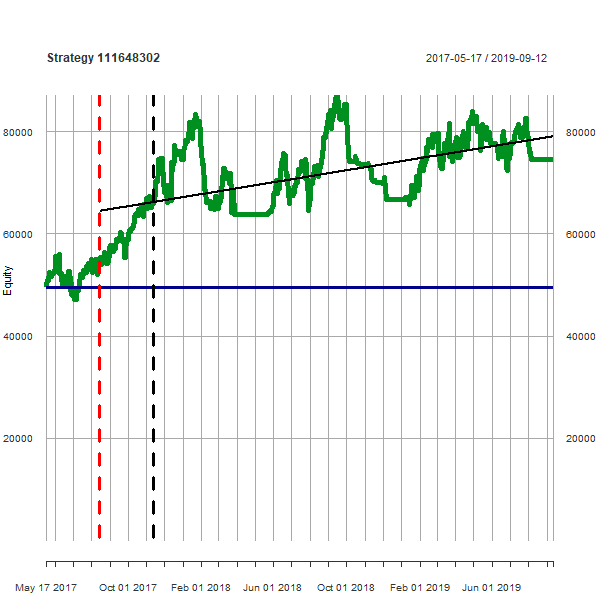 Strategy 111648302
2017-05-17 / 2019-09-12
80000
80000
60000
60000
Equity
40000
40000
20000
20000
May 17 2017
Oct 01 2017
Feb 01 2018
Jun 01 2018
Oct 01 2018
Feb 01 2019
Jun 01 2019